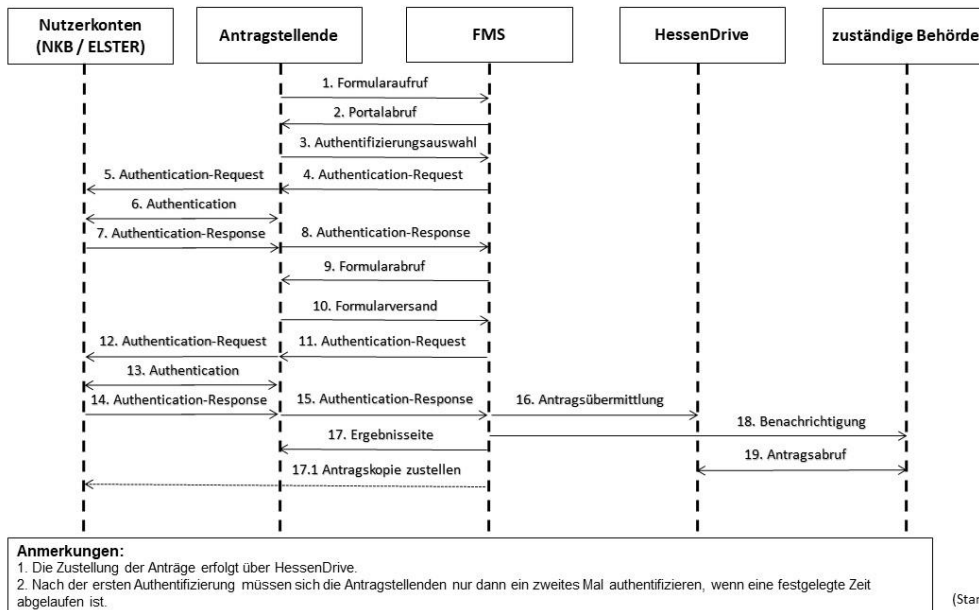 Nutzerkonten
(NKB / ELSTER)
Antragstellende
FMS
HessenDrive
zuständige Behörde
1. Formularaufruf
2. Portalabruf
3. Authentifizierungsauswahl
5. Authentication-Request
4. Authentication-Request
6. Authentication
7. Authentication-Response
8. Authentication-Response
9. Formularabruf
10. Formularversand
12. Authentication-Request
11. Authentication-Request
13. Authentication
14. Authentication-Response
15. Authentication-Response
16. Antragsübermittlung
18. Benachrichtigung
17. Ergebnisseite
19. Antragsabruf
17.1 Antragskopie zustellen
Anmerkungen:
1. Die Zustellung der Anträge erfolgt über HessenDrive.
2. Nach der ersten Authentifizierung müssen sich die Antragstellenden nur dann ein zweites Mal authentifizieren, wenn eine festgelegte Zeit
abgelaufen ist.
(Star